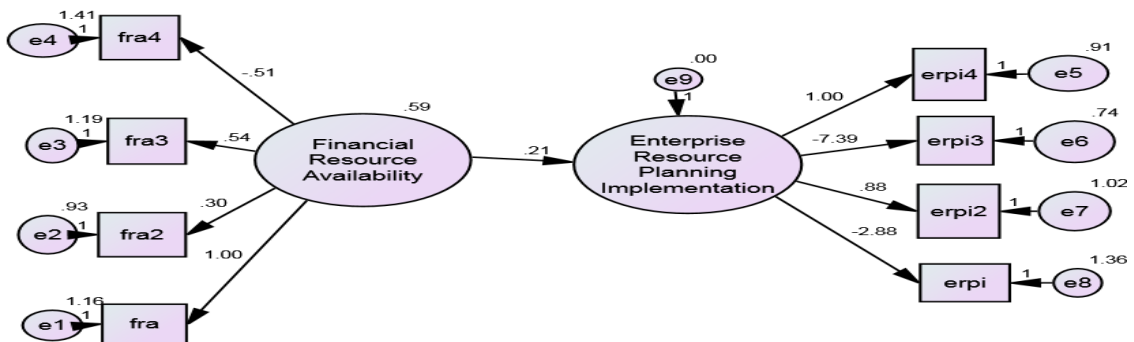 1.41
e4
1
fra4
-.51
1.19
e3
1
fra3
.54
.93
e2
1
fra2
.30
1.16
e1
1
fra
1.00
.59
Financial
Resource
Availability
.21
.00
e9
1
Enterprise
Resource
Planning
Implementation
1.00
erpi4
1
e5
.91
-7.39
erpi3
1
e6
.74
.88
erpi2
1
e7
1.02
-2.88
erpi
1
e8
1.36